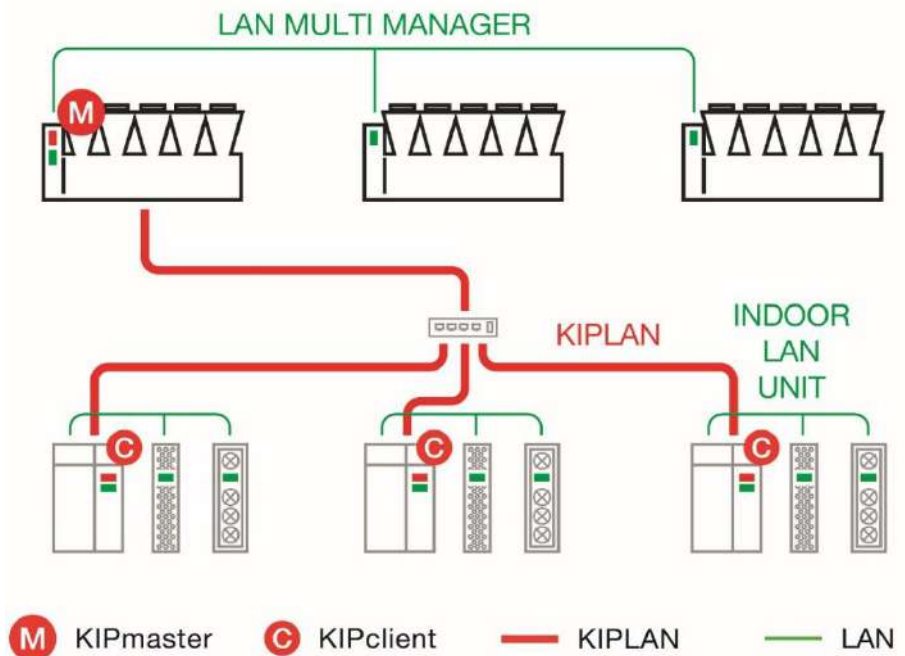 LAN MULTI MANAGER
M
KIPLAN
INDOOR
LAN
UNIT
C
C
C
M KIPmaster
C KIPclient
KIPLAN
LAN